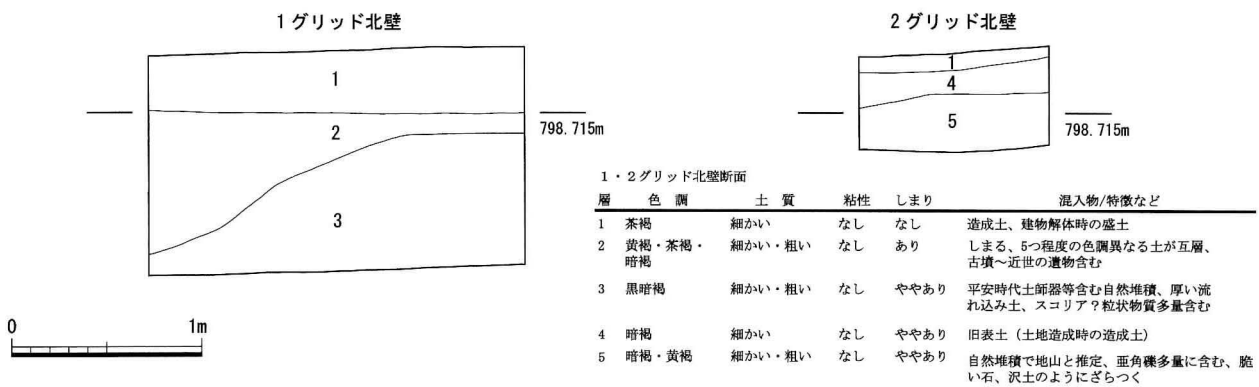 1グリッド北壁
2グリッド北壁
1
2
3
798.715m
1
4
5
798.715m
0 1m
1・2グリッド北壁断面
層 色調 土質 粘性 しまり 混入物/特徴など
1 茶褐 細かい なし なし 造成土、建物解体時の盛土
2 黄褐・茶褐・ 細かい・粗い なし あり しまる、5つ程度の色調異なる土が互層、
暗褐 古墳~近世の遺物含む
3 黒暗褐 細かい・粗い なし ややあり 平安時代土師器等含む自然堆積、厚い流
れ込み土、スコリア?粒状物質多量含む
4 暗褐 細かい なし ややあり 旧表土(土地造成時の造成土)
5 暗褐・黄褐 細かい・粗い なし ややあり 自然堆積で地山と推定、亜角礫多量に含む、脆
い石、沢土のようにざらつく